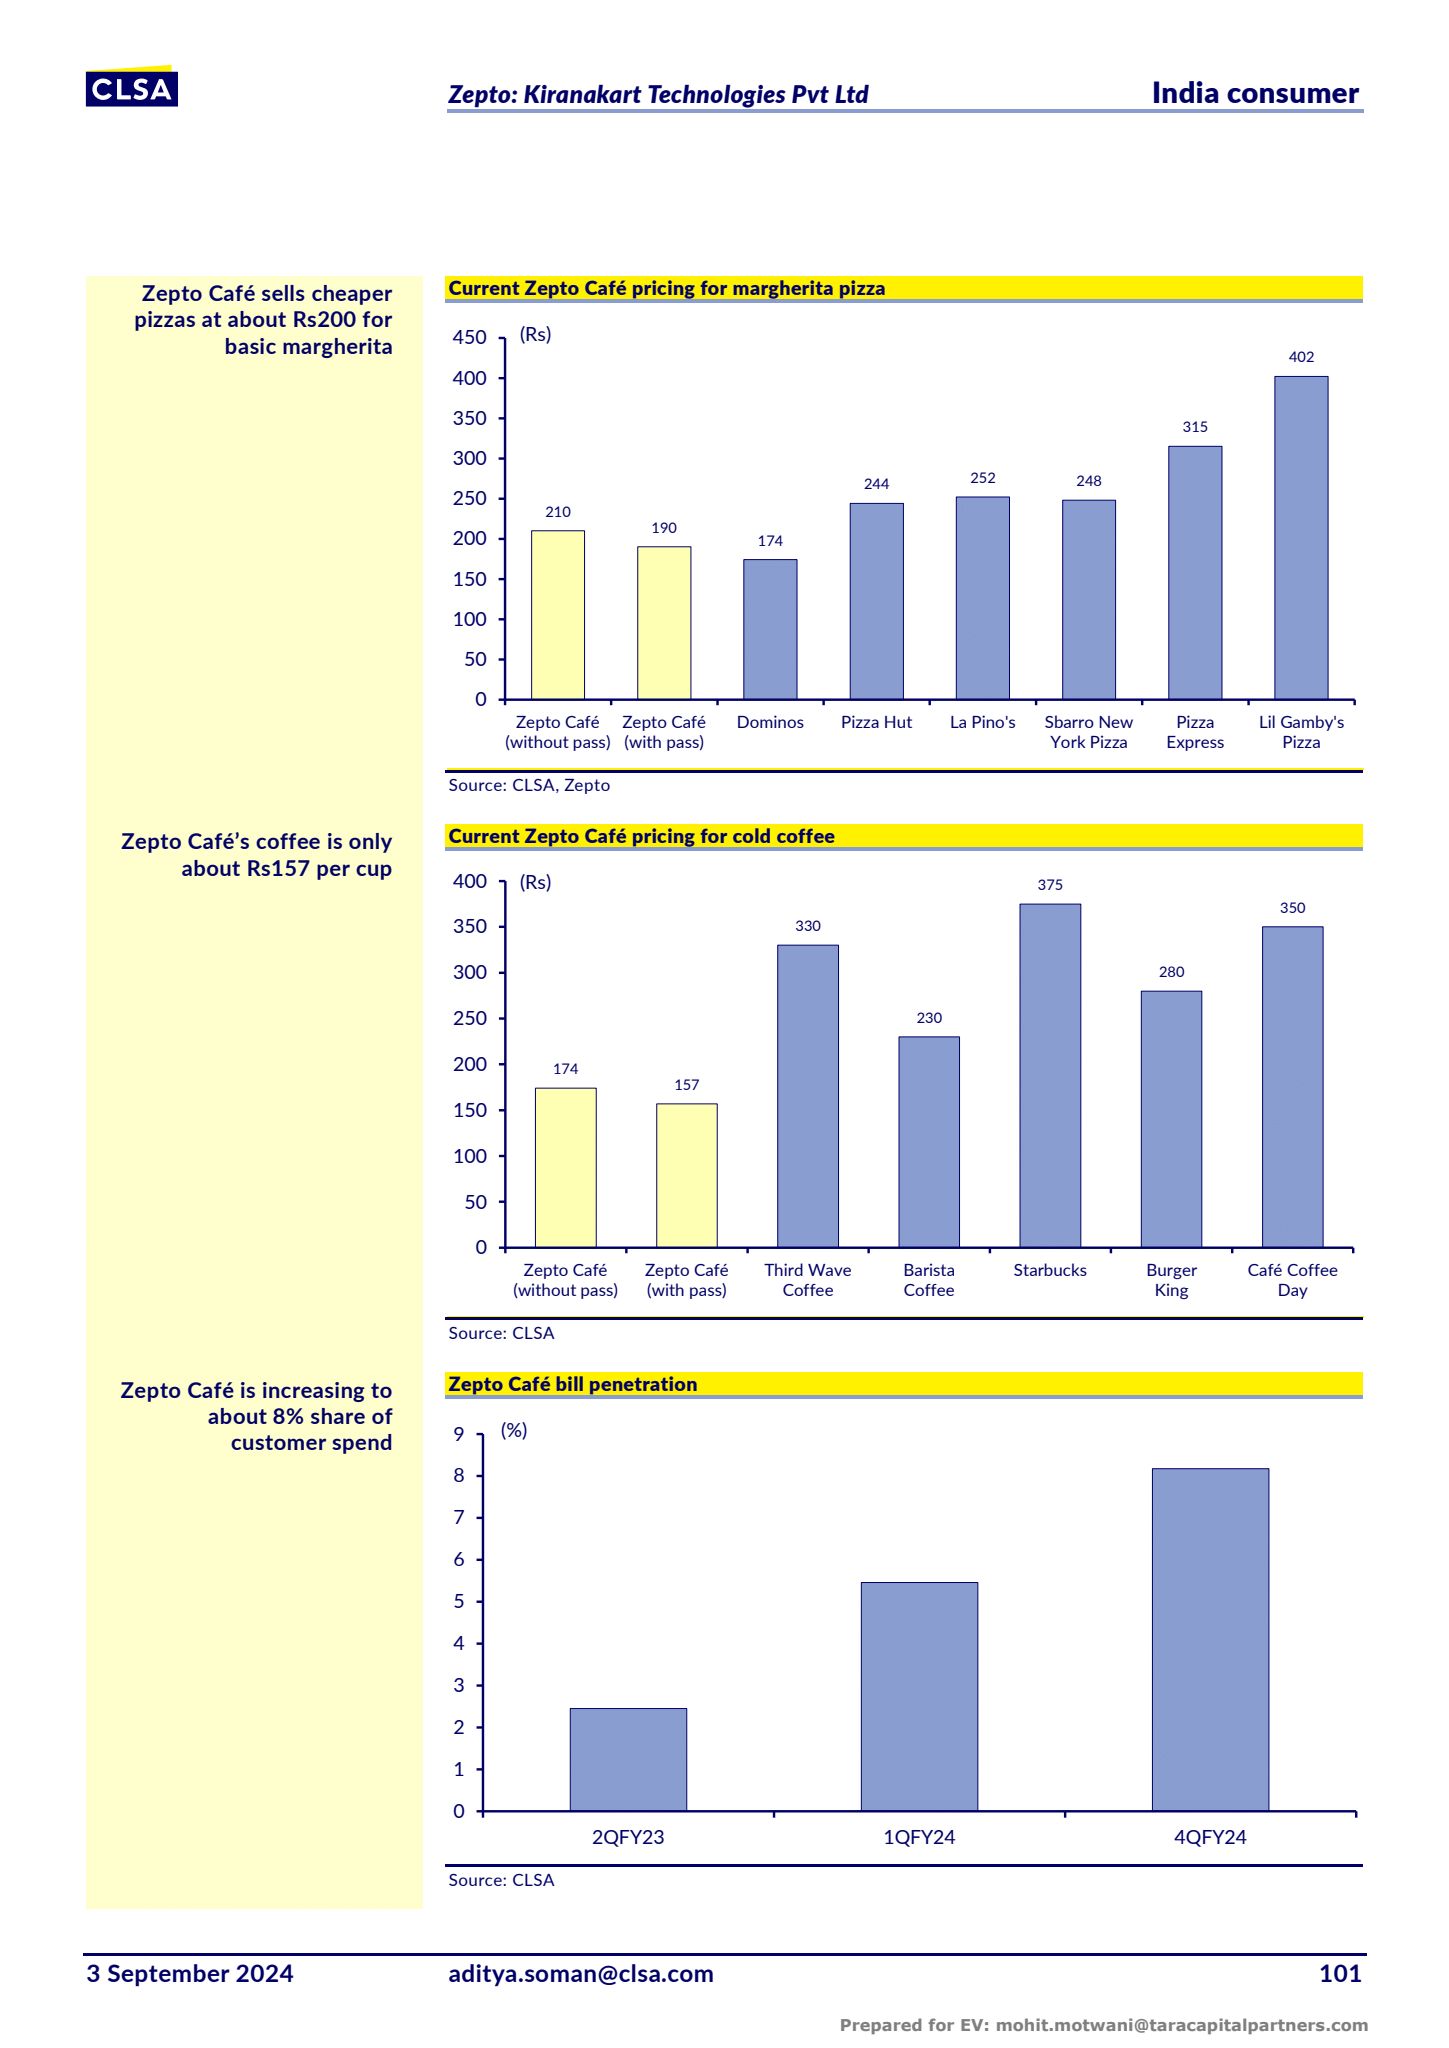 CLSA
Zepto: Kiranakart Technologies Pvt Ltd
India consumer
Zepto Café sells cheaper
pizzas at about Rs200 for
basic margherita
Current Zepto Café pricing for margherita pizza
(Rs)
450
400
350
300
250
200
150
100
50
0
210
190
174
244
252
248
315
402
Zepto Café
(without pass)
Zepto Café
(with pass)
Dominos
Pizza Hut
La Pino's
Sbarro New
York Pizza
Pizza
Express
Lil Gamby's
Pizza
Source: CLSA, Zepto
Zepto Café’s coffee is only
about Rs157 per cup
Current Zepto Café pricing for cold coffee
(Rs)
400
350
300
250
200
150
100
50
0
174
157
330
230
375
280
350
Zepto Café
(without pass)
Zepto Café
(with pass)
Third Wave
Coffee
Barista
Coffee
Starbucks
Burger
King
Café Coffee
Day
Source: CLSA
Zepto Café is increasing to
about 8% share of
customer spend
Zepto Café bill penetration
(%)
9
8
7
6
5
4
3
2
1
0
2QFY23
1QFY24
4QFY24
Source: CLSA
3 September 2024
aditya.soman@clsa.com
101
Prepared for EV: mohit.motwani@taracapitalpartners.com